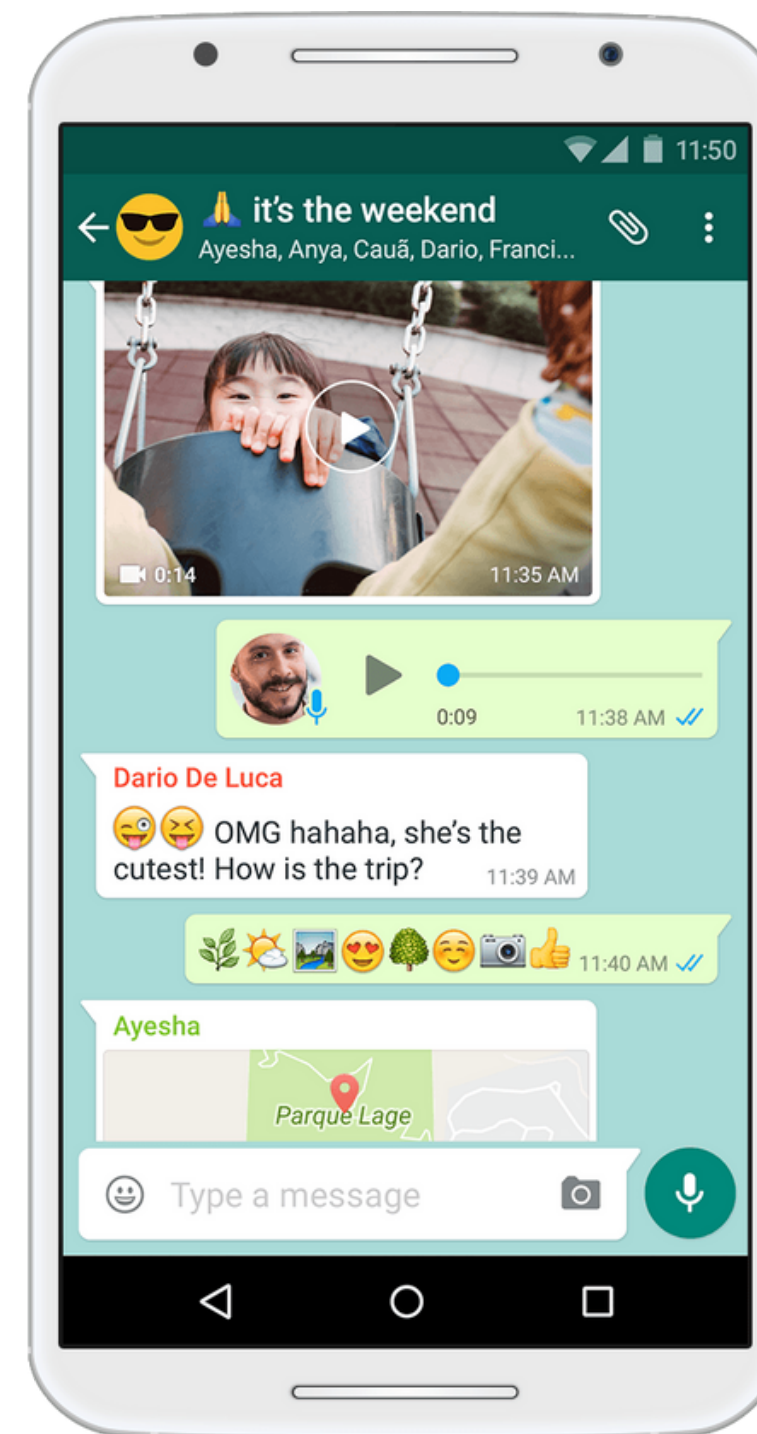 11:50
🙏 it's the weekend
Ayesha, Anya, Cauã, Dario, Franci...
0:14
11:35 AM
0:09
11:38 AM
Dario De Luca
😜😝 OMG hahaha, she's the
cutest! How is the trip?
11:39 AM
🌿🌤🏞😍🌳☺📷👍 11:40 AM
Ayesha
Parque Lage
Type a message